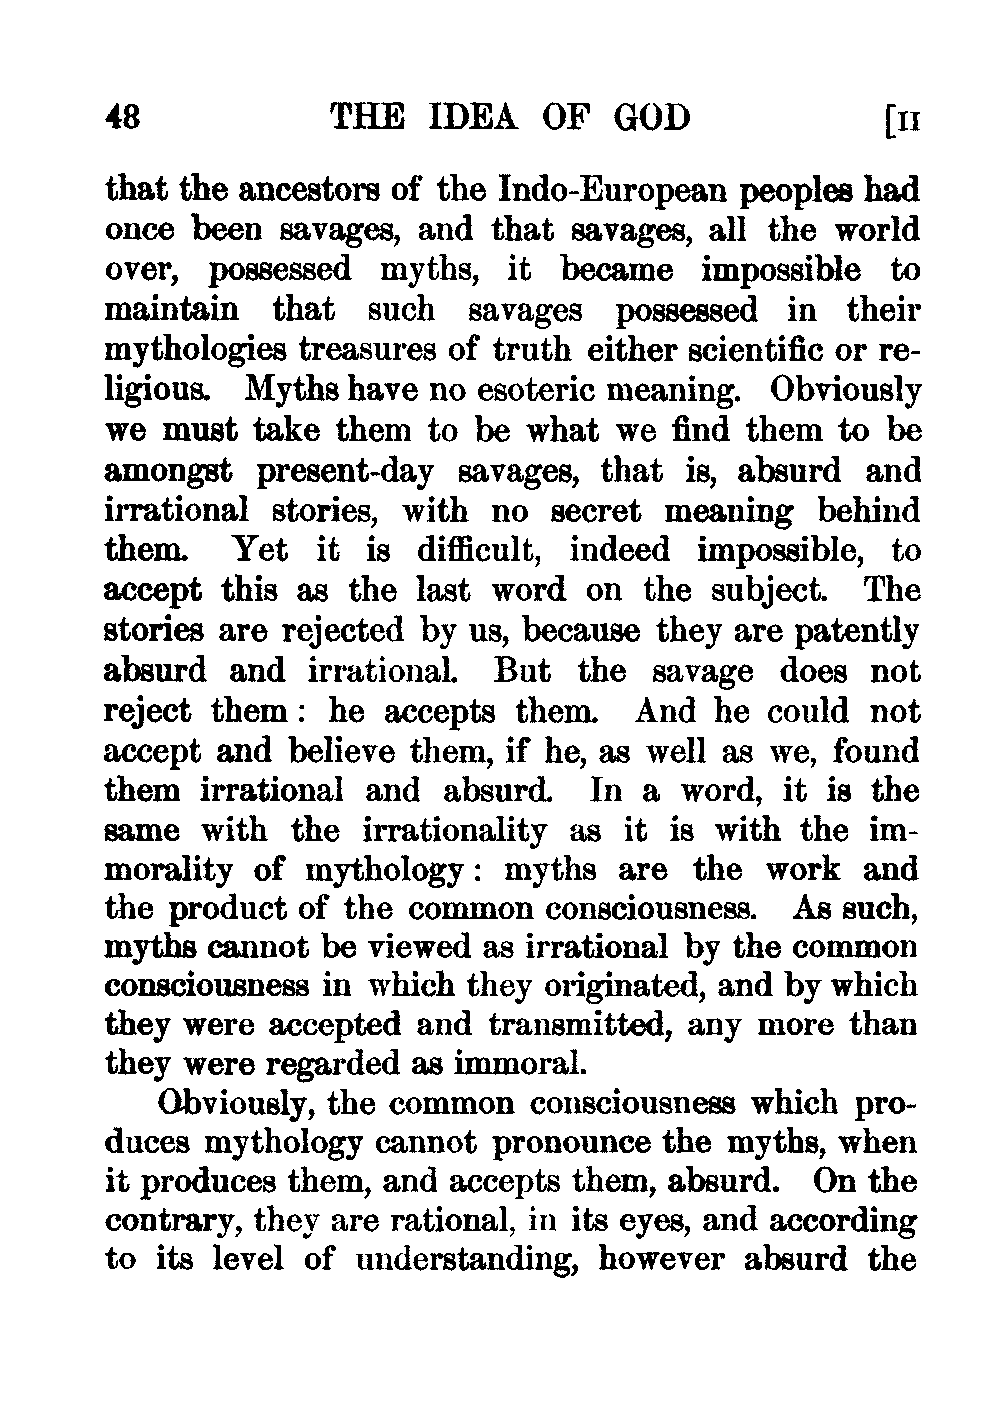 48 THE IDEA OF GOD [II
that the ancestors of the Indo-European peoples had
once been savages, and that savages, all the world
over, possessed myths, it became impossible to
maintain that such savages possessed in their
mythologies treasures of truth either scientific or re-
ligious. Myths have no esoteric meaning. Obviously
we must take them to be what we find them to be
amongst present-day savages, that is, absurd and
irrational stories, with no secret meaning behind
them. Yet it is difficult, indeed impossible, to
accept this as the last word on the subject. The
stories are rejected by us, because they are patently
absurd and irrational. But the savage does not
reject them : he accepts them. And he could not
accept and believe them, if he, as well as we, found
them irrational and absurd. In a word, it is the
same with the irrationality as it is with the im-
morality of mythology : myths are the work and
the product of the common consciousness. As such,
myths cannot be viewed as irrational by the common
consciousness in which they originated, and by which
they were accepted and transmitted, any more than
they were regarded as immoral.
Obviously, the common consciousness which pro-
duces mythology cannot pronounce the myths, when
it produces them, and accepts them, absurd. On the
contrary, they are rational, in its eyes, and according
to its level of understanding, however absurd the